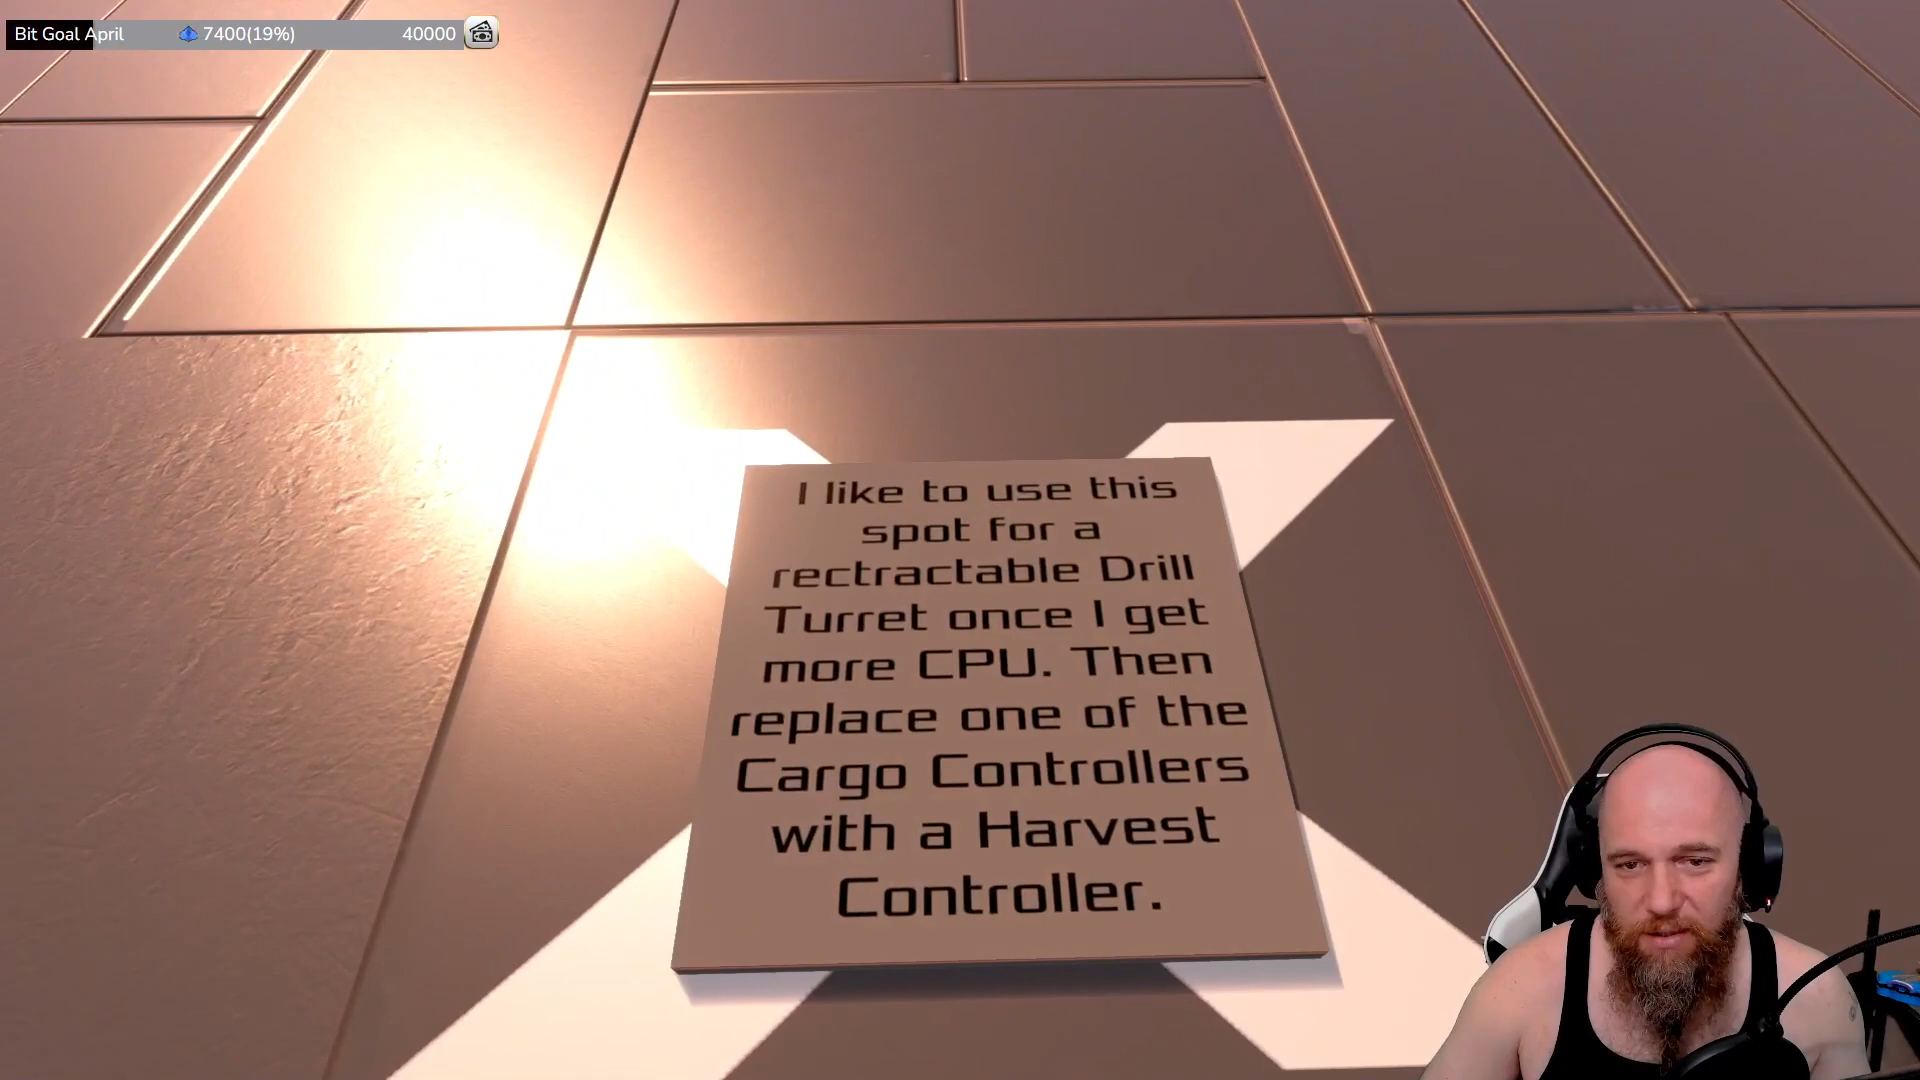 Bit Goal April 7400(19%) 40000
I like to use this
spot for a
rectractable Drill
Turret once I get
more CPU. Then
replace one of the
Cargo Controllers
with a Harvest
Controller.